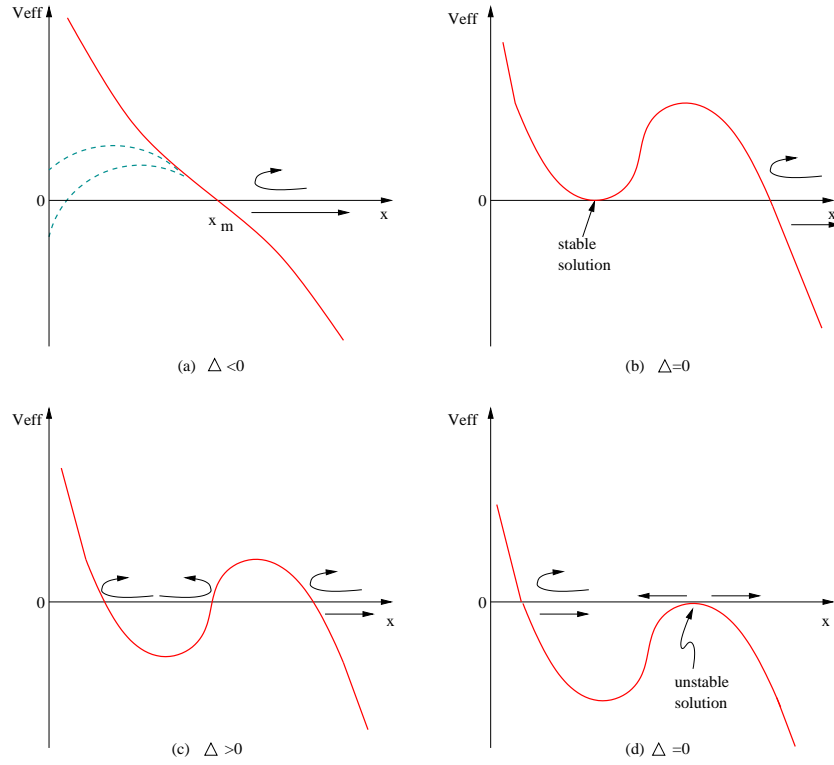 Veff
0
x m
x
(a) △ <0
Veff
0
x
stable
solution
(b) △=0
Veff
0
x
(c) △ >0
Veff
0
x
unstable
solution
(d) △ =0